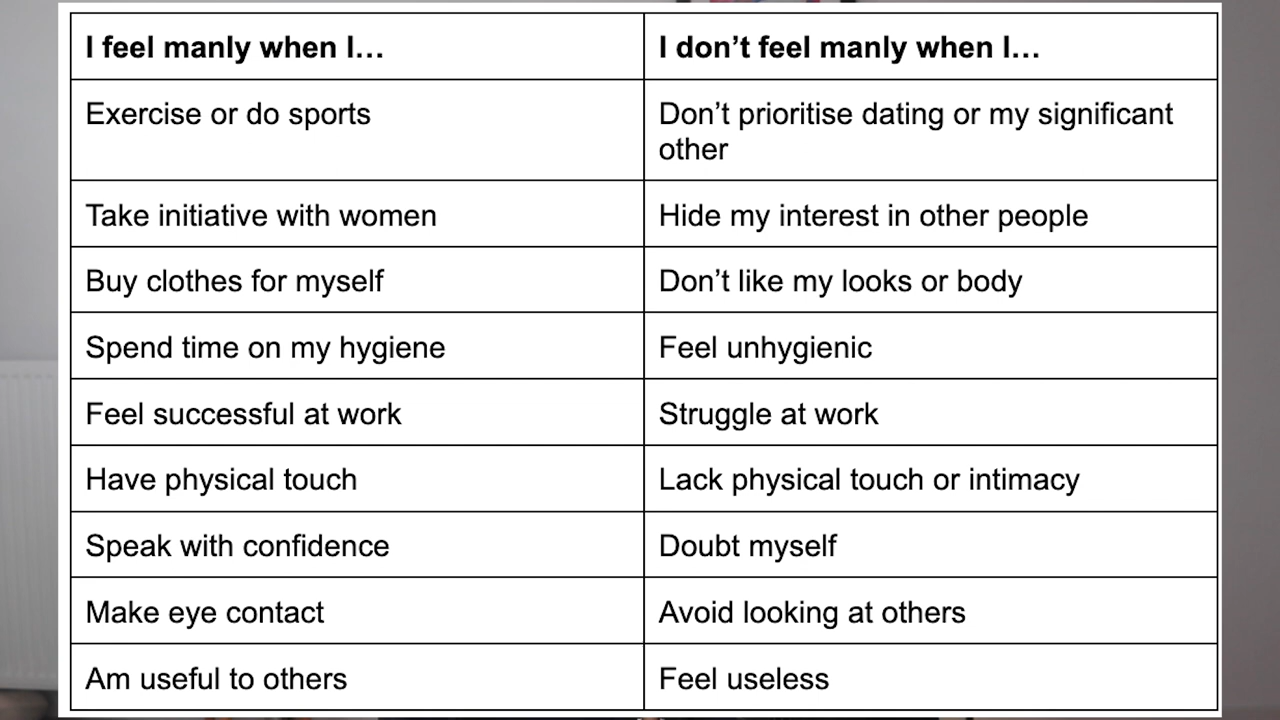 I feel manly when I…
I don’t feel manly when I…
Exercise or do sports
Don’t prioritise dating or my significant
other
Take initiative with women
Hide my interest in other people
Buy clothes for myself
Don’t like my looks or body
Spend time on my hygiene
Feel unhygienic
Feel successful at work
Struggle at work
Have physical touch
Lack physical touch or intimacy
Speak with confidence
Doubt myself
Make eye contact
Avoid looking at others
Am useful to others
Feel useless